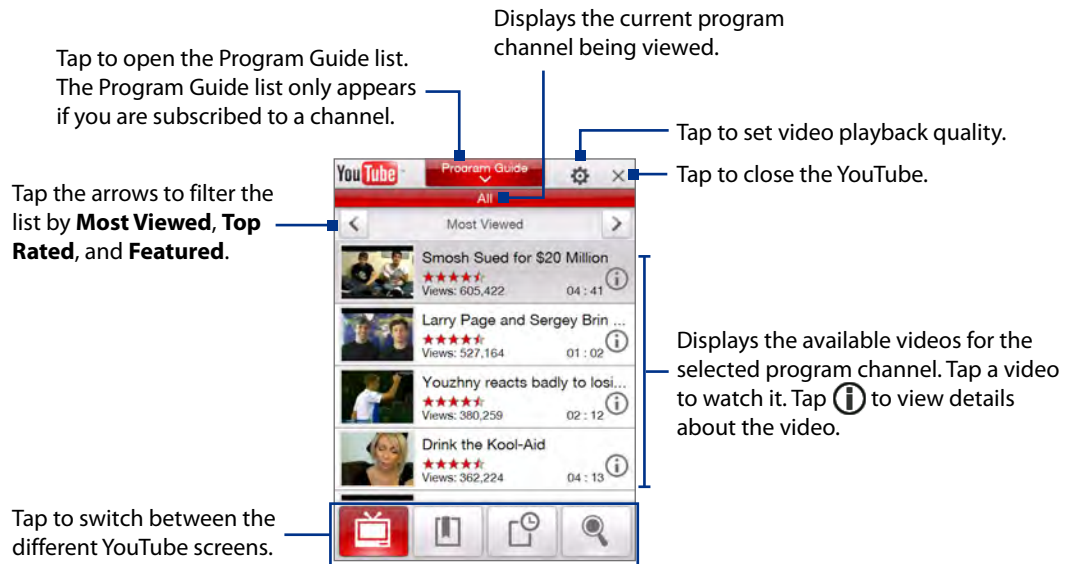 Displays the current program
channel being viewed.
Tap to open the Program Guide list.
The Program Guide list only appears
if you are subscribed to a channel.
Tap to set video playback quality.
Tap to close the YouTube.
Tap the arrows to filter the
list by Most Viewed, Top
Rated, and Featured.
YouTube
Program Guide
All
Most Viewed
Smosh Sued for $20 Million
Views: 605,422 04 : 41
Larry Page and Sergey Brin ...
Views: 527,164 01 : 02
Youzhny reacts badly to losi...
Views: 380,259 02 : 12
Drink the Kool-Aid
Views: 362,224 04 : 13
Displays the available videos for the
selected program channel. Tap a video
to watch it. Tap i to view details
about the video.
Tap to switch between the
different YouTube screens.